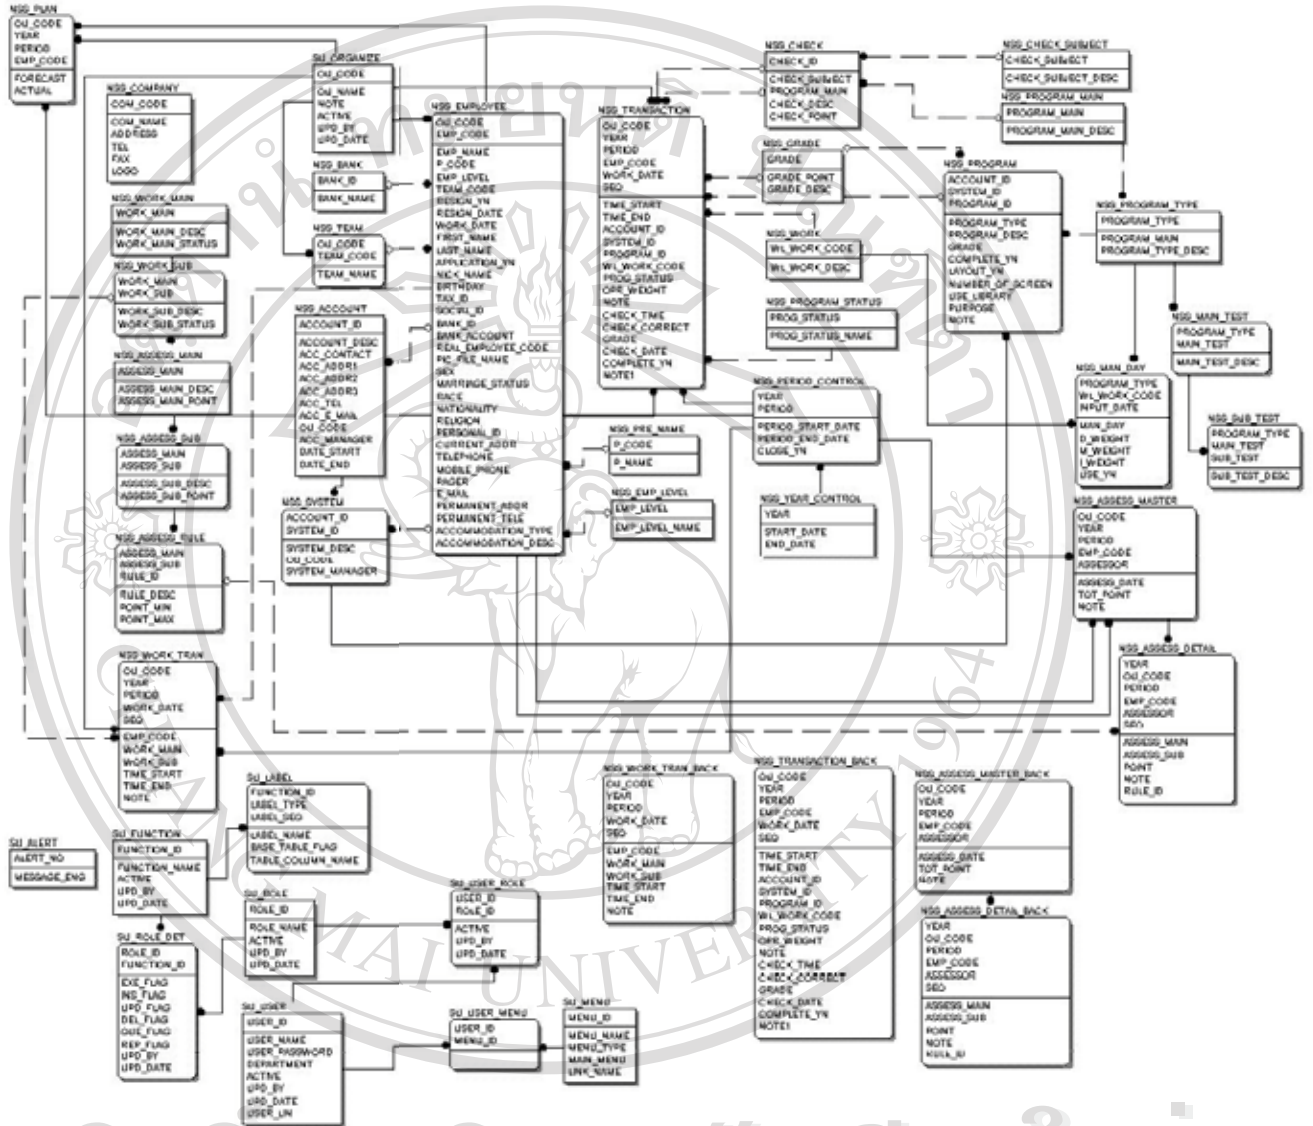 NSS_PLAN
OU_CODE
YEAR
PERIOD
EMP_CODE
FORECAST
ACTUAL
NSS_COMPANY
COM_CODE
COM_NAME
ADDRESS
TEL
FAX
LOGO
SU_ORGANIZE
OU_CODE
OU_NAME
NOTE
ACTIVE
UPD_BY
UPD_DATE
NSS_BANK
BANK_ID
BANK_NAME
NSS_TEAM
OU_CODE
TEAM_CODE
TEAM_NAME
NSS_WORK_MAIN
WORK_MAIN
WORK_MAIN_DESC
WORK_MAIN_STATUS
NSS_WORK_SUB
WORK_MAIN
WORK_SUB
WORK_SUB_DESC
WORK_SUB_STATUS
NSS_ASSESS_MAIN
ASSESS_MAIN
ASSESS_MAIN_DESC
ASSESS_MAIN_POINT
NSS_ASSESS_SUB
ASSESS_MAIN
ASSESS_SUB
ASSESS_SUB_DESC
ASSESS_SUB_POINT
NSS_ASSESS_RULE
ASSESS_MAIN
ASSESS_SUB
RULE_ID
RULE_DESC
POINT_MIN
POINT_MAX
NSS_ACCOUNT
ACCOUNT_ID
ACCOUNT_DESC
ACC_CONTACT
ACC_ADDR1
ACC_ADDR2
ACC_ADDR3
ACC_TEL
ACC_E_MAIL
OU_CODE
ACC_MANAGER
DATE_START
DATE_END
NSS_SYSTEM
ACCOUNT_ID
SYSTEM_ID
SYSTEM_DESC
OU_CODE
SYSTEM_MANAGER
NSS_EMPLOYEE
OU_CODE
EMP_CODE
EMP_NAME
P_CODE
EMP_LEVEL
TEAM_CODE
RESIGN_YN
RESIGN_DATE
WORK_DATE
FIRST_NAME
LAST_NAME
APPLICATION_YN
NICK_NAME
BIRTHDAY
TAX_ID
SOCIAL_ID
BANK_ID
BANK_ACCOUNT
REAL_EMPLOYEE_CODE
PIC_FILE_NAME
SEX
MARRIAGE_STATUS
RACE
NATIONALITY
RELIGION
PERSONAL_ID
CURRENT_ADDR
TELEPHONE
MOBILE_PHONE
PAGER
E_MAIL
PERMANENT_ADDR
PERMANENT_TELE
ACCOMMODATION_TYPE
ACCOMMODATION_DESC
NSS_TRANSACTION
OU_CODE
YEAR
PERIOD
EMP_CODE
WORK_DATE
SEQ
TIME_START
TIME_END
ACCOUNT_ID
SYSTEM_ID
PROGRAM_ID
WL_WORK_CODE
PROG_STATUS
OPR_WEIGHT
NOTE
CHECK_TIME
CHECK_CORRECT
GRADE
CHECK_DATE
COMPLETE_YN
NOTE1
NSS_CHECK
CHECK_ID
CHECK_SUBJECT
PROGRAM_MAIN
CHECK_DESC
CHECK_POINT
NSS_CHECK_SUBJECT
CHECK_SUBJECT
CHECK_SUBJECT_DESC
NSS_PROGRAM_MAIN
PROGRAM_MAIN
PROGRAM_MAIN_DESC
NSS_GRADE
GRADE
GRADE_POINT
GRADE_DESC
NSS_WORK
WL_WORK_CODE
WL_WORK_DESC
NSS_PROGRAM_STATUS
PROG_STATUS
PROG_STATUS_NAME
NSS_PROGRAM
ACCOUNT_ID
SYSTEM_ID
PROGRAM_ID
PROGRAM_TYPE
PROGRAM_DESC
GRADE
COMPLETE_YN
LAYOUT_YN
NUMBER_OF_SCREEN
USE_LIBRARY
PURPOSE
NOTE
NSS_PROGRAM_TYPE
PROGRAM_TYPE
PROGRAM_MAIN
PROGRAM_TYPE_DESC
NSS_MAIN_TEST
PROGRAM_TYPE
MAIN_TEST
MAIN_TEST_DESC
NSS_MAN_DAY
PROGRAM_TYPE
WL_WORK_CODE
INPUT_DATE
MAN_DAY
D_WEIGHT
M_WEIGHT
I_WEIGHT
USE_YN
NSS_SUB_TEST
PROGRAM_TYPE
MAIN_TEST
SUB_TEST
SUB_TEST_DESC
NSS_PERIOD_CONTROL
YEAR
PERIOD
PERIOD_START_DATE
PERIOD_END_DATE
CLOSE_YN
NSS_PRE_NAME
P_CODE
P_NAME
NSS_EMP_LEVEL
EMP_LEVEL
EMP_LEVEL_NAME
NSS_YEAR_CONTROL
YEAR
START_DATE
END_DATE
NSS_ASSESS_MASTER
OU_CODE
YEAR
PERIOD
EMP_CODE
ASSESSOR
ASSESS_DATE
TOT_POINT
NOTE
NSS_ASSESS_DETAIL
YEAR
OU_CODE
PERIOD
EMP_CODE
ASSESSOR
SEQ
ASSESS_MAIN
ASSESS_SUB
POINT
NOTE
RULE_ID
NSS_WORK_TRAN
OU_CODE
YEAR
PERIOD
WORK_DATE
SEQ
EMP_CODE
WORK_MAIN
WORK_SUB
TIME_START
TIME_END
NOTE
SU_LABEL
FUNCTION_ID
LABEL_TYPE
LABEL_SEQ
LABEL_NAME
BASE_TABLE_FLAG
TABLE_COLUMN_NAME
SU_ALERT
ALERT_NO
MESSAGE_ENG
SU_FUNCTION
FUNCTION_ID
FUNCTION_NAME
ACTIVE
UPD_BY
UPD_DATE
SU_ROLE
ROLE_ID
ROLE_NAME
ACTIVE
UPD_BY
UPD_DATE
SU_USER_ROLE
USER_ID
ROLE_ID
ACTIVE
UPD_BY
UPD_DATE
SU_ROLE_DET
ROLE_ID
FUNCTION_ID
EXE_FLAG
INS_FLAG
UPD_FLAG
DEL_FLAG
QUE_FLAG
REP_FLAG
UPD_BY
UPD_DATE
SU_USER
USER_ID
USER_NAME
USER_PASSWORD
DEPARTMENT
ACTIVE
UPD_BY
UPD_DATE
USER_LIN
SU_USER_MENU
USER_ID
MENU_ID
SU_MENU
MENU_ID
MENU_NAME
MENU_TYPE
MAIN_MENU
LINK_NAME
NSS_WORK_TRAN_BACK
OU_CODE
YEAR
PERIOD
WORK_DATE
SEQ
EMP_CODE
WORK_MAIN
WORK_SUB
TIME_START
TIME_END
NOTE
NSS_TRANSACTION_BACK
OU_CODE
YEAR
PERIOD
EMP_CODE
WORK_DATE
SEQ
TIME_START
TIME_END
ACCOUNT_ID
SYSTEM_ID
PROGRAM_ID
WL_WORK_CODE
PROG_STATUS
OPR_WEIGHT
NOTE
CHECK_TIME
CHECK_CORRECT
GRADE
CHECK_DATE
COMPLETE_YN
NOTE1
NSS_ASSESS_MASTER_BACK
OU_CODE
YEAR
PERIOD
EMP_CODE
ASSESSOR
ASSESS_DATE
TOT_POINT
NOTE
NSS_ASSESS_DETAIL_BACK
YEAR
OU_CODE
PERIOD
EMP_CODE
ASSESSOR
SEQ
ASSESS_MAIN
ASSESS_SUB
POINT
NOTE
RULE_ID
CHIANG MAI UNIVERSITY 1964